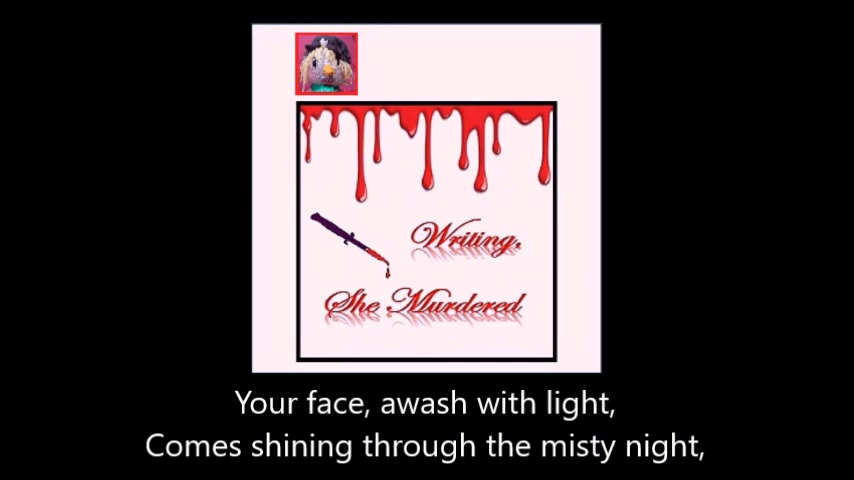 Writing,
She Murdered
Your face, awash with light,
Comes shining through the misty night,